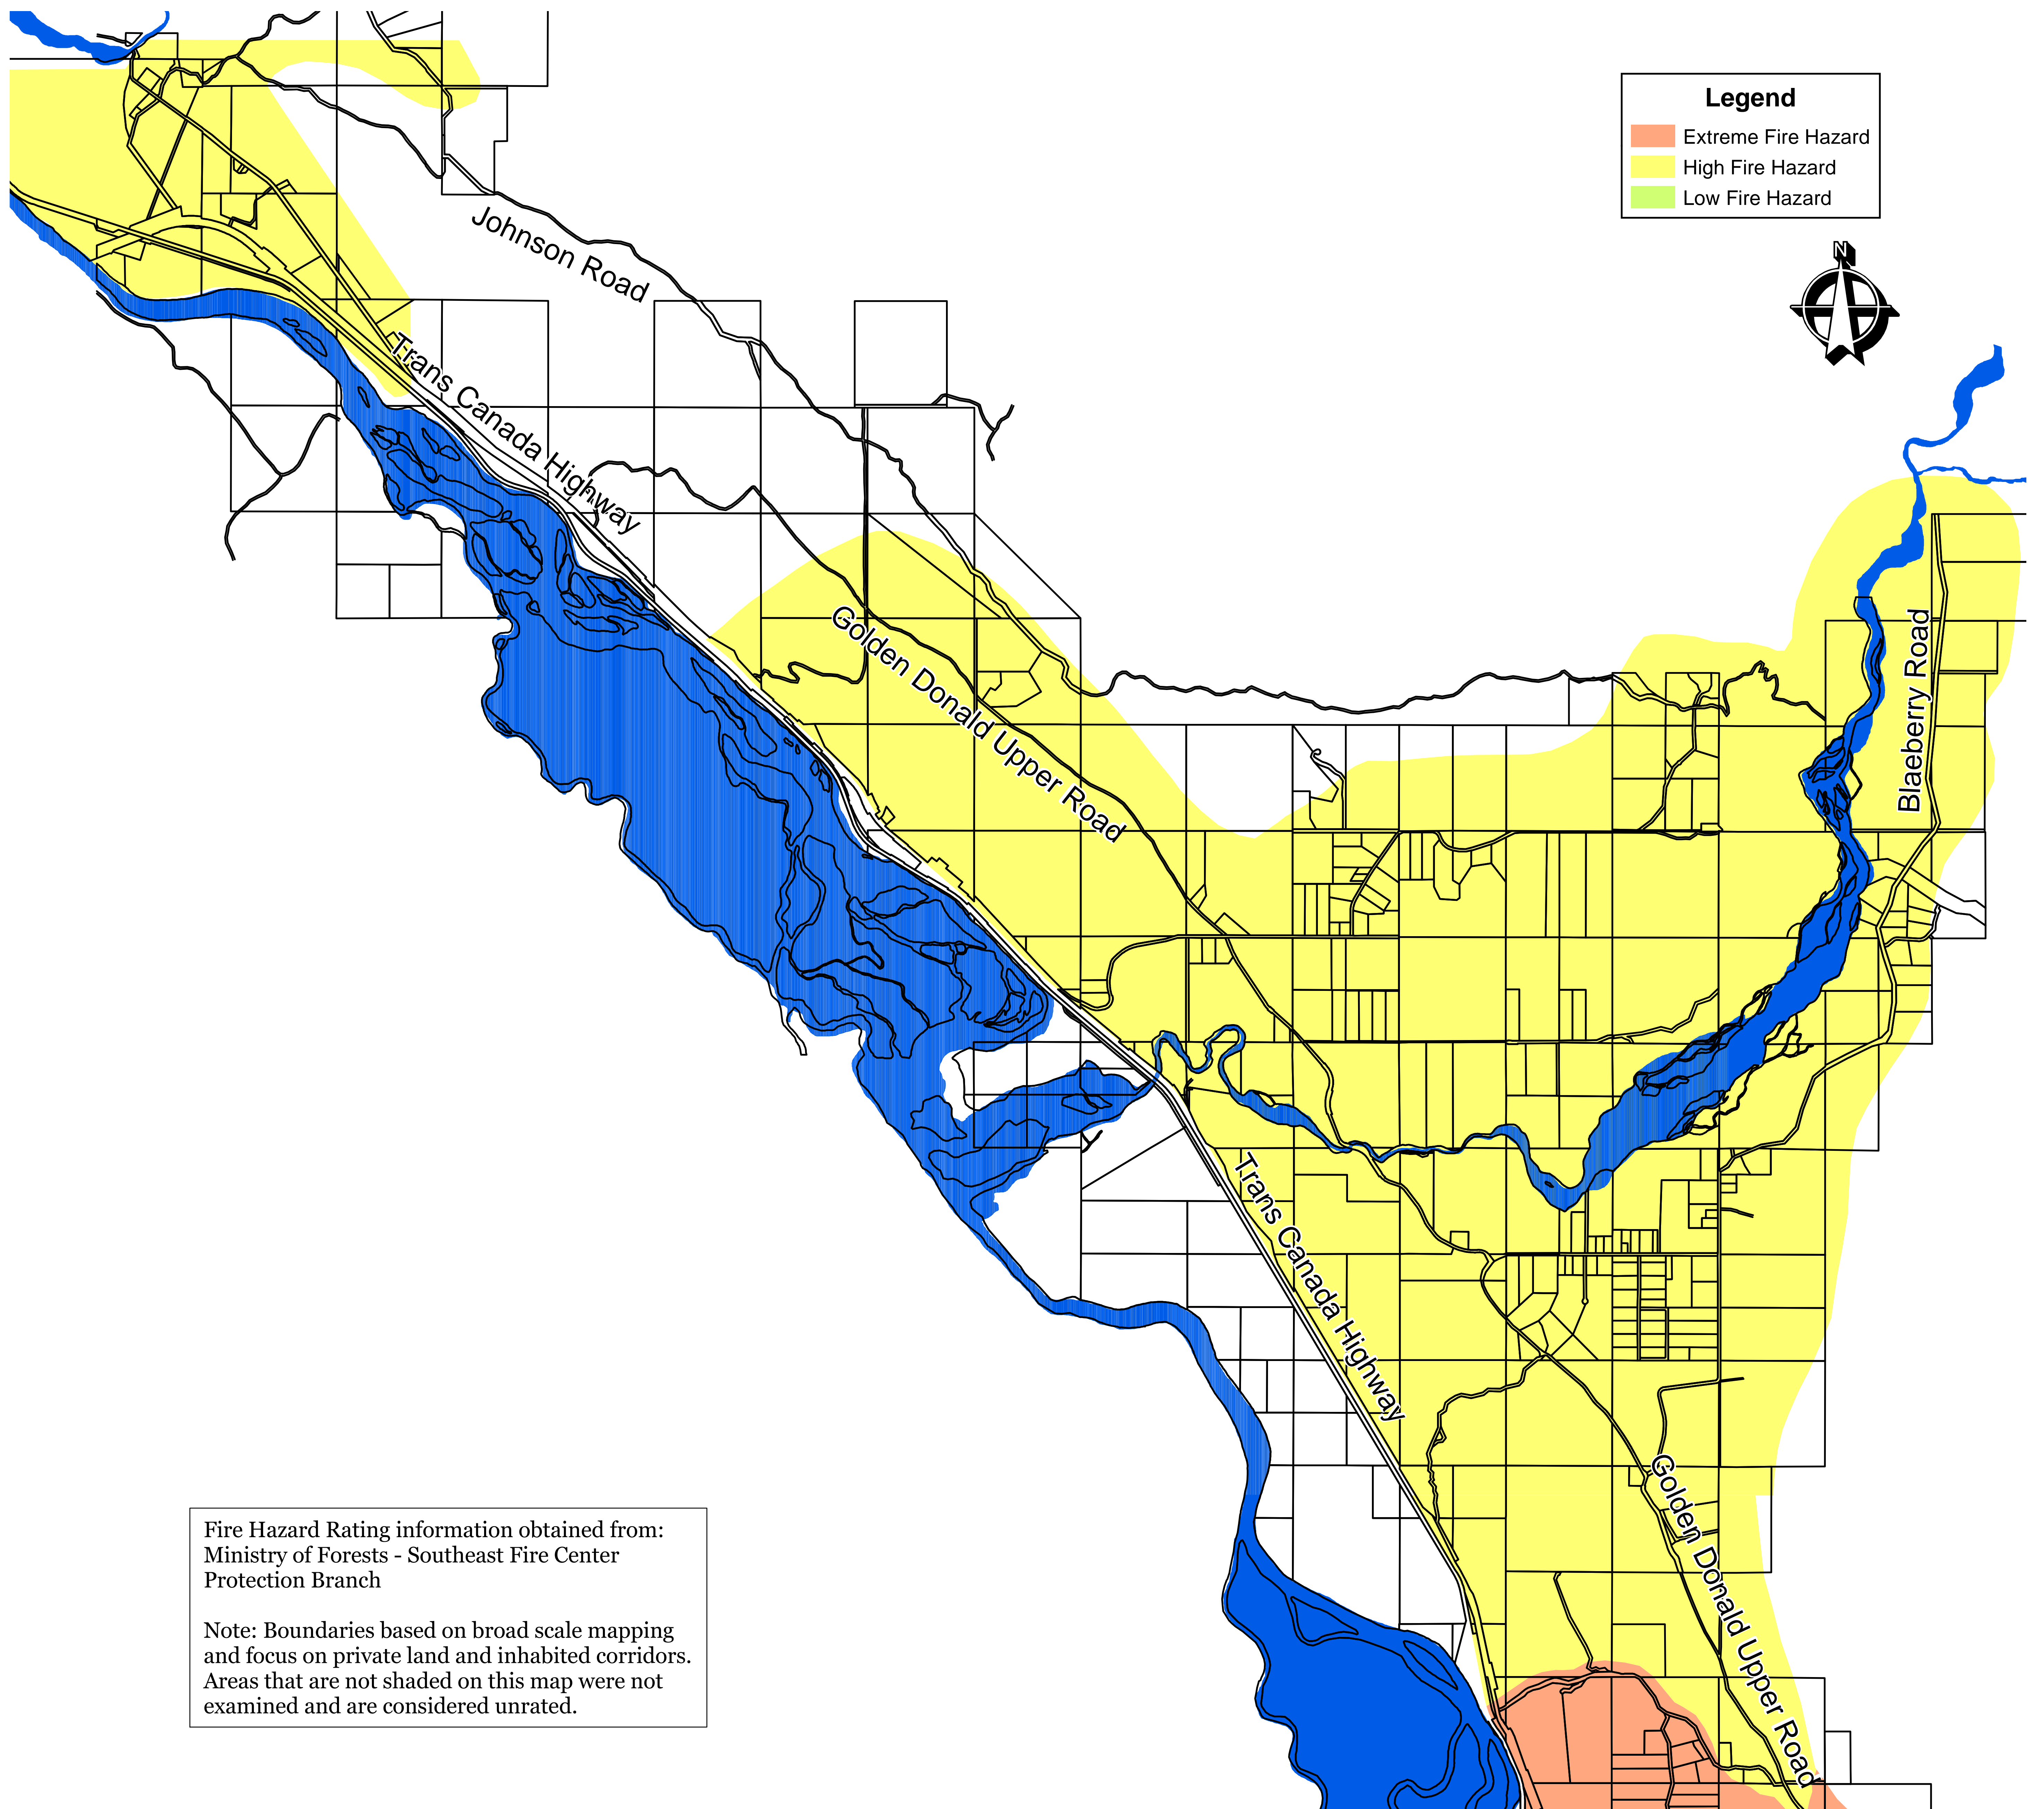 Legend
Extreme Fire Hazard
High Fire Hazard
Low Fire Hazard
N
Johnson Road
Trans Canada Highway
Golden Donald Upper Road
Blaeberry Road
Trans Canada Highway
Golden Donald Upper Road
Fire Hazard Rating information obtained from:
Ministry of Forests - Southeast Fire Center
Protection Branch
Note: Boundaries based on broad scale mapping
and focus on private land and inhabited corridors.
Areas that are not shaded on this map were not
examined and are considered unrated.